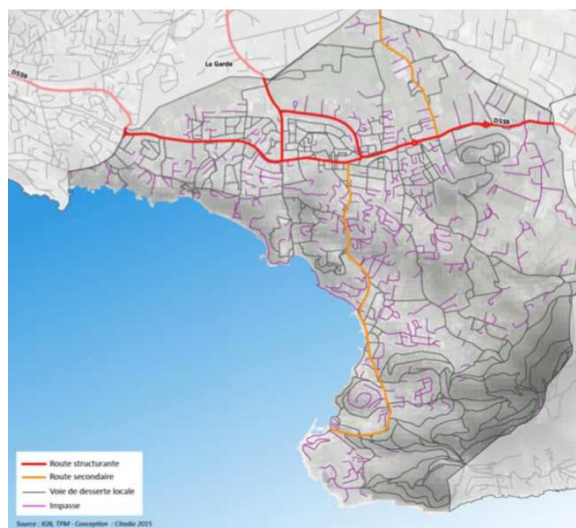 La Garde
D559
D559
Route structurante
Route secondaire
Voie de desserte locale
Impasse
Source : IGN, TPM - Conception : Citadia 2015